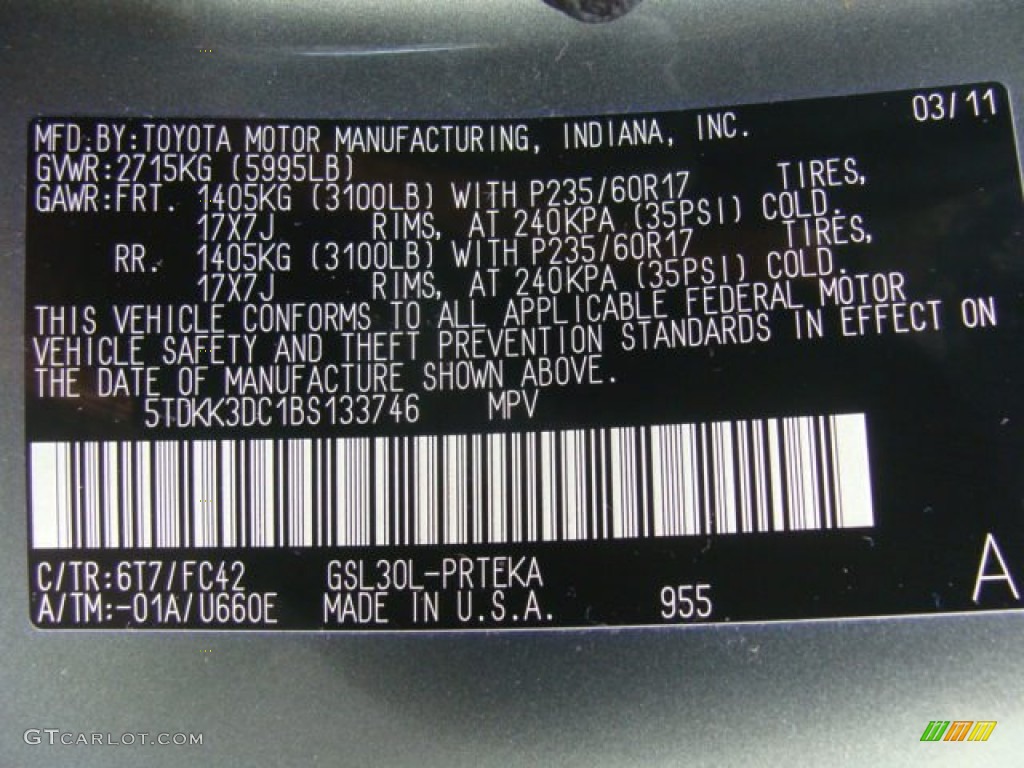 03/11
MFD.BY:TOYOTA MOTOR MANUFACTURING, INDIANA, INC.
GVWR:2715KG (5995LB)
GAWR:FRT. 1405KG (3100LB) WITH P235/60R17 TIRES,
17X7J RIMS, AT 240KPA (35PSI) COLD.
RR. 1405KG (3100LB) WITH P235/60R17 TIRES,
17X7J RIMS, AT 240KPA (35PSI) COLD.
THIS VEHICLE CONFORMS TO ALL APPLICABLE FEDERAL MOTOR
VEHICLE SAFETY AND THEFT PREVENTION STANDARDS IN EFFECT ON
THE DATE OF MANUFACTURE SHOWN ABOVE.
5TDKK3DC1BS133746 MPV
C/TR:6T7/FC42 GSL30L-PRTEKA
A/TM:-01A/U660E MADE IN U.S.A. 955 A
GTCARLOT.COM